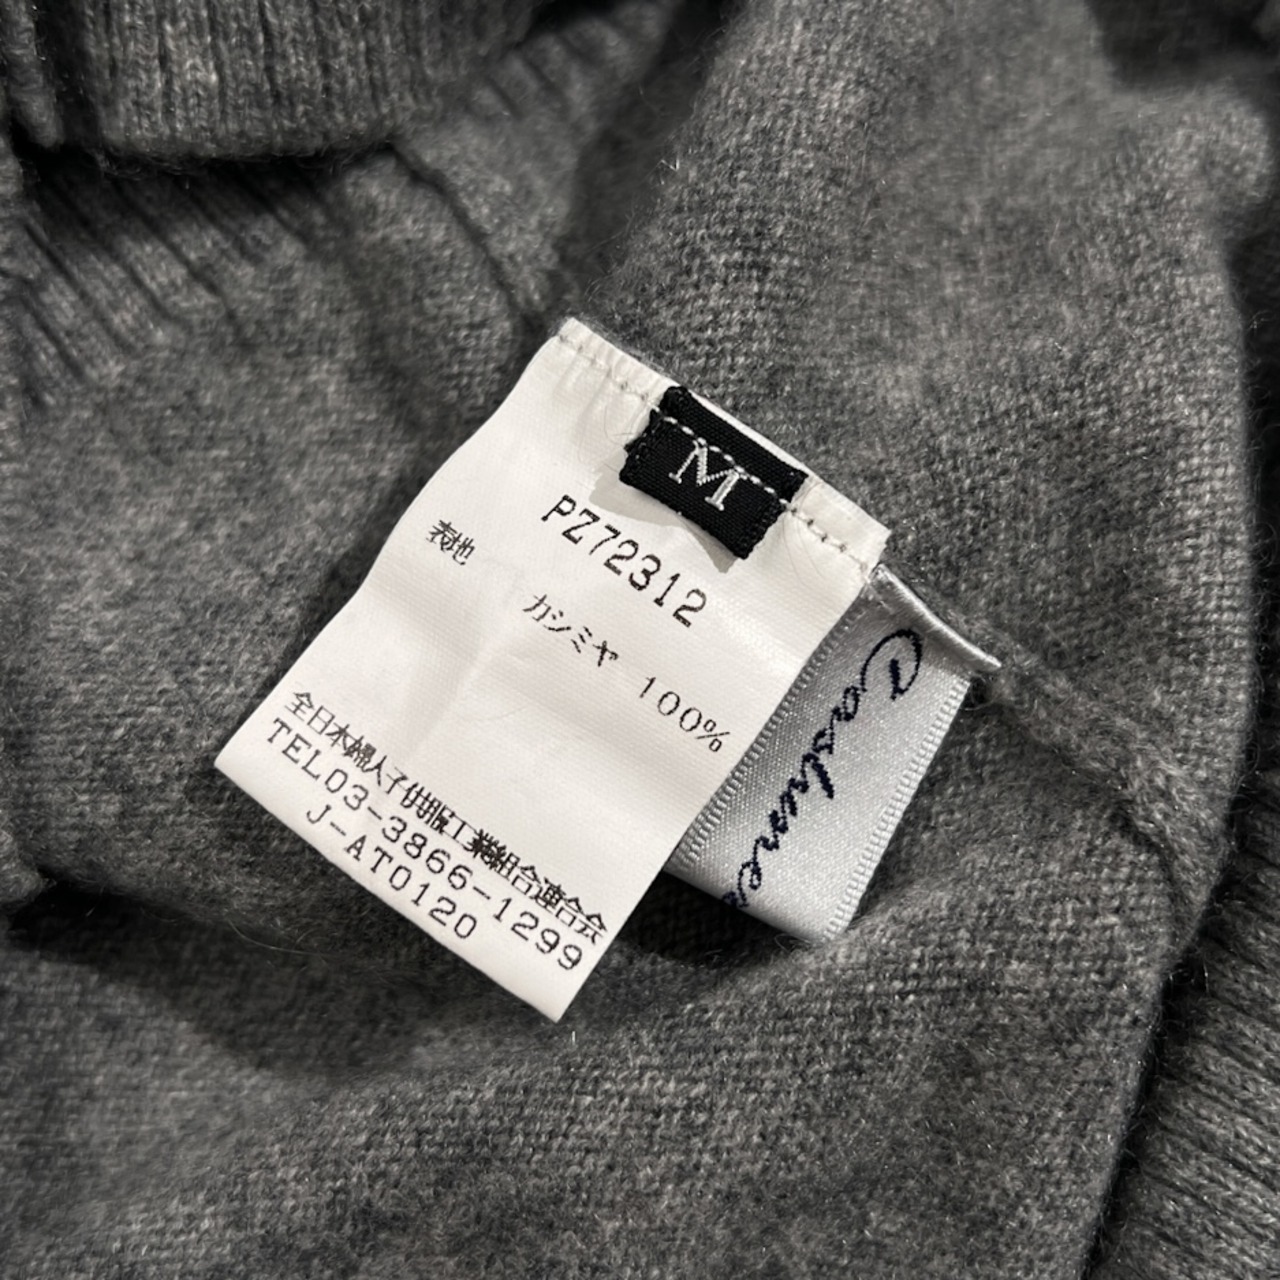 M
PZ72312
表地
カシミヤ 100%
全日本婦人子供服工業組合連合会
TEL03-3866-1299
J-AT0120